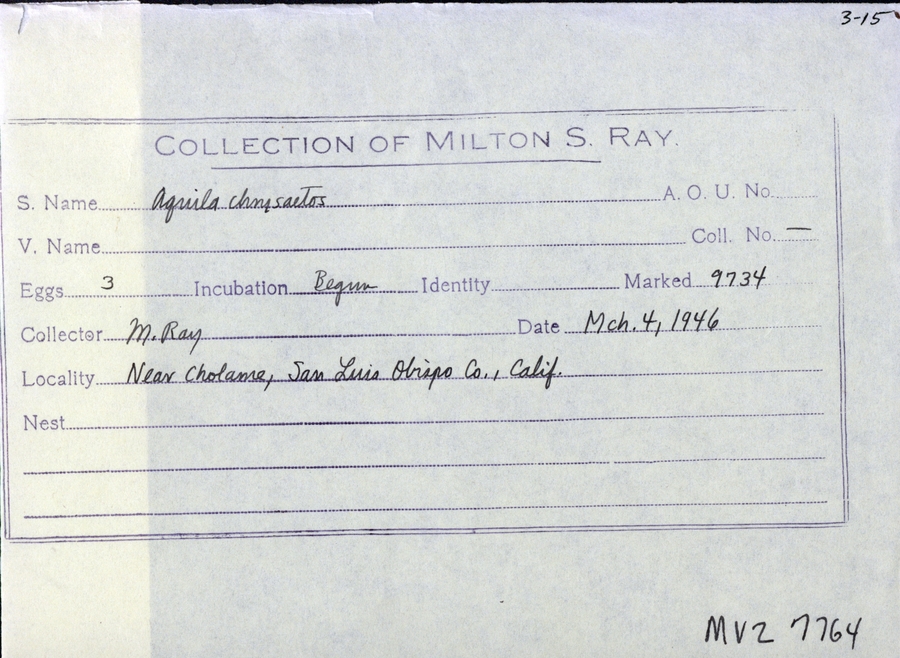 3-15
COLLECTION OF MILTON S. RAY.
S. Name Aquila chrysaetos A. O. U. No.
V. Name Coll. No. —
Eggs 3 Incubation Begun Identity Marked 9734
Collector M. Ray Date Mch. 4, 1946
Locality Near Cholame, San Luis Obispo Co., Calif.
Nest
MVZ 7764